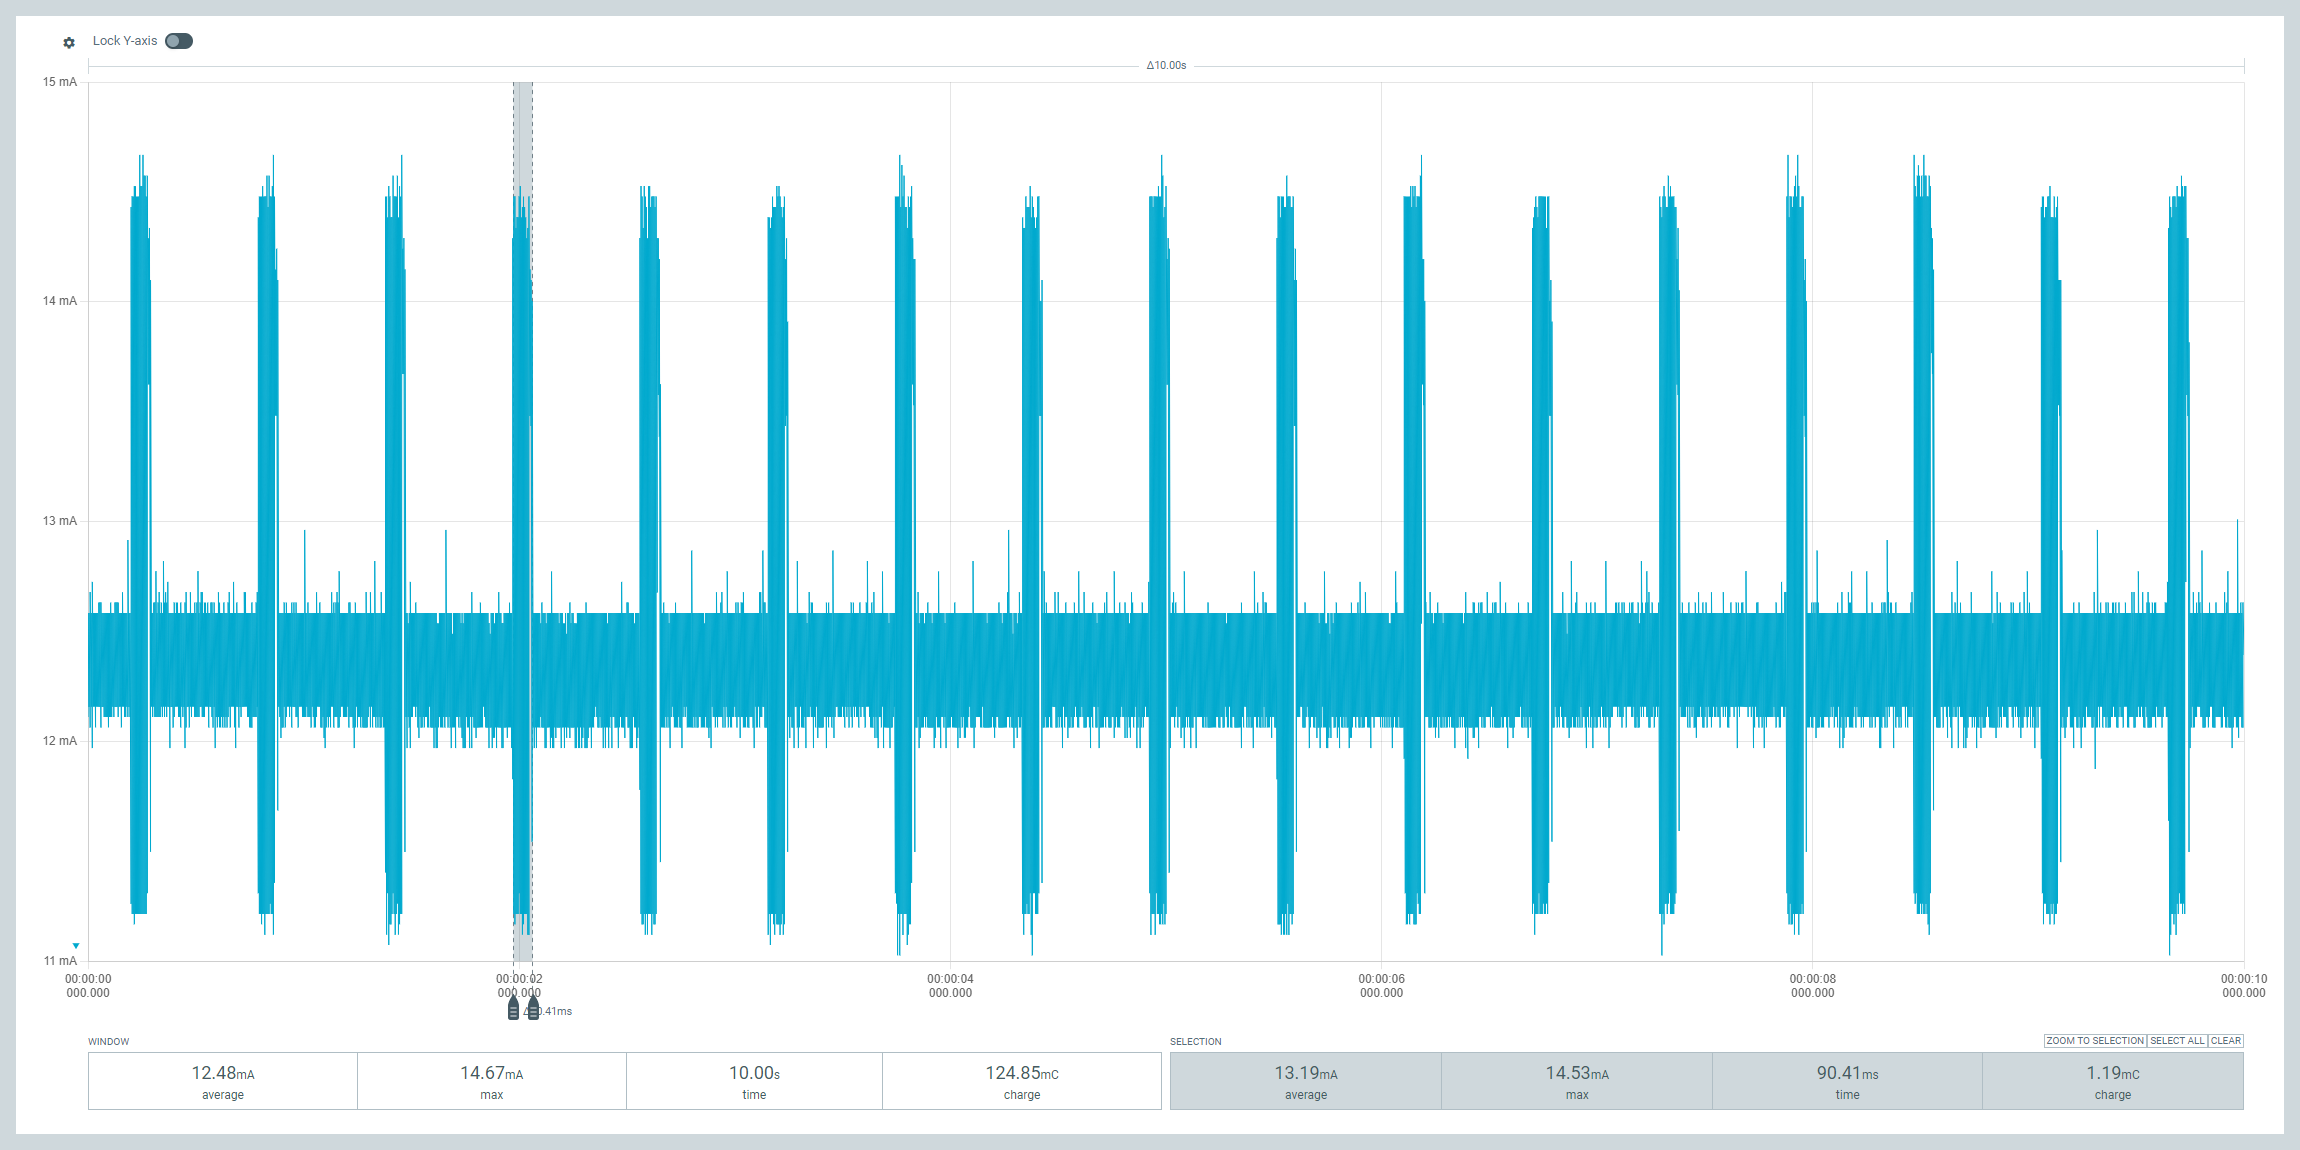 Lock Y-axis
Δ10.00s
15 mA
14 mA
13 mA
12 mA
11 mA
00:00:00 00:00:02 00:00:04 00:00:06 00:00:08 00:00:10
000.000 000.000 000.000 000.000 000.000 000.000
0.41ms
WINDOW SELECTION ZOOM TO SELECTION SELECT ALL CLEAR
12.48mA 14.67mA 10.00s 124.85mC 13.19mA 14.53mA 90.41ms 1.19mC
average max time charge average max time charge